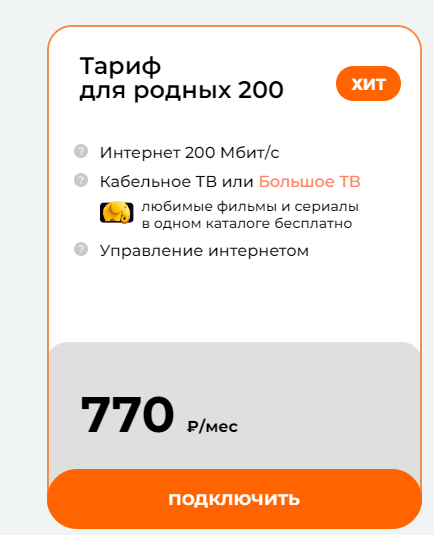 Тариф
для родных 200
ХИТ
? Интернет 200 Мбит/с
? Кабельное ТВ или Большое ТВ
любимые фильмы и сериалы
в одном каталоге бесплатно
? Управление интернетом
770 ₽/мес
ПОДКЛЮЧИТЬ